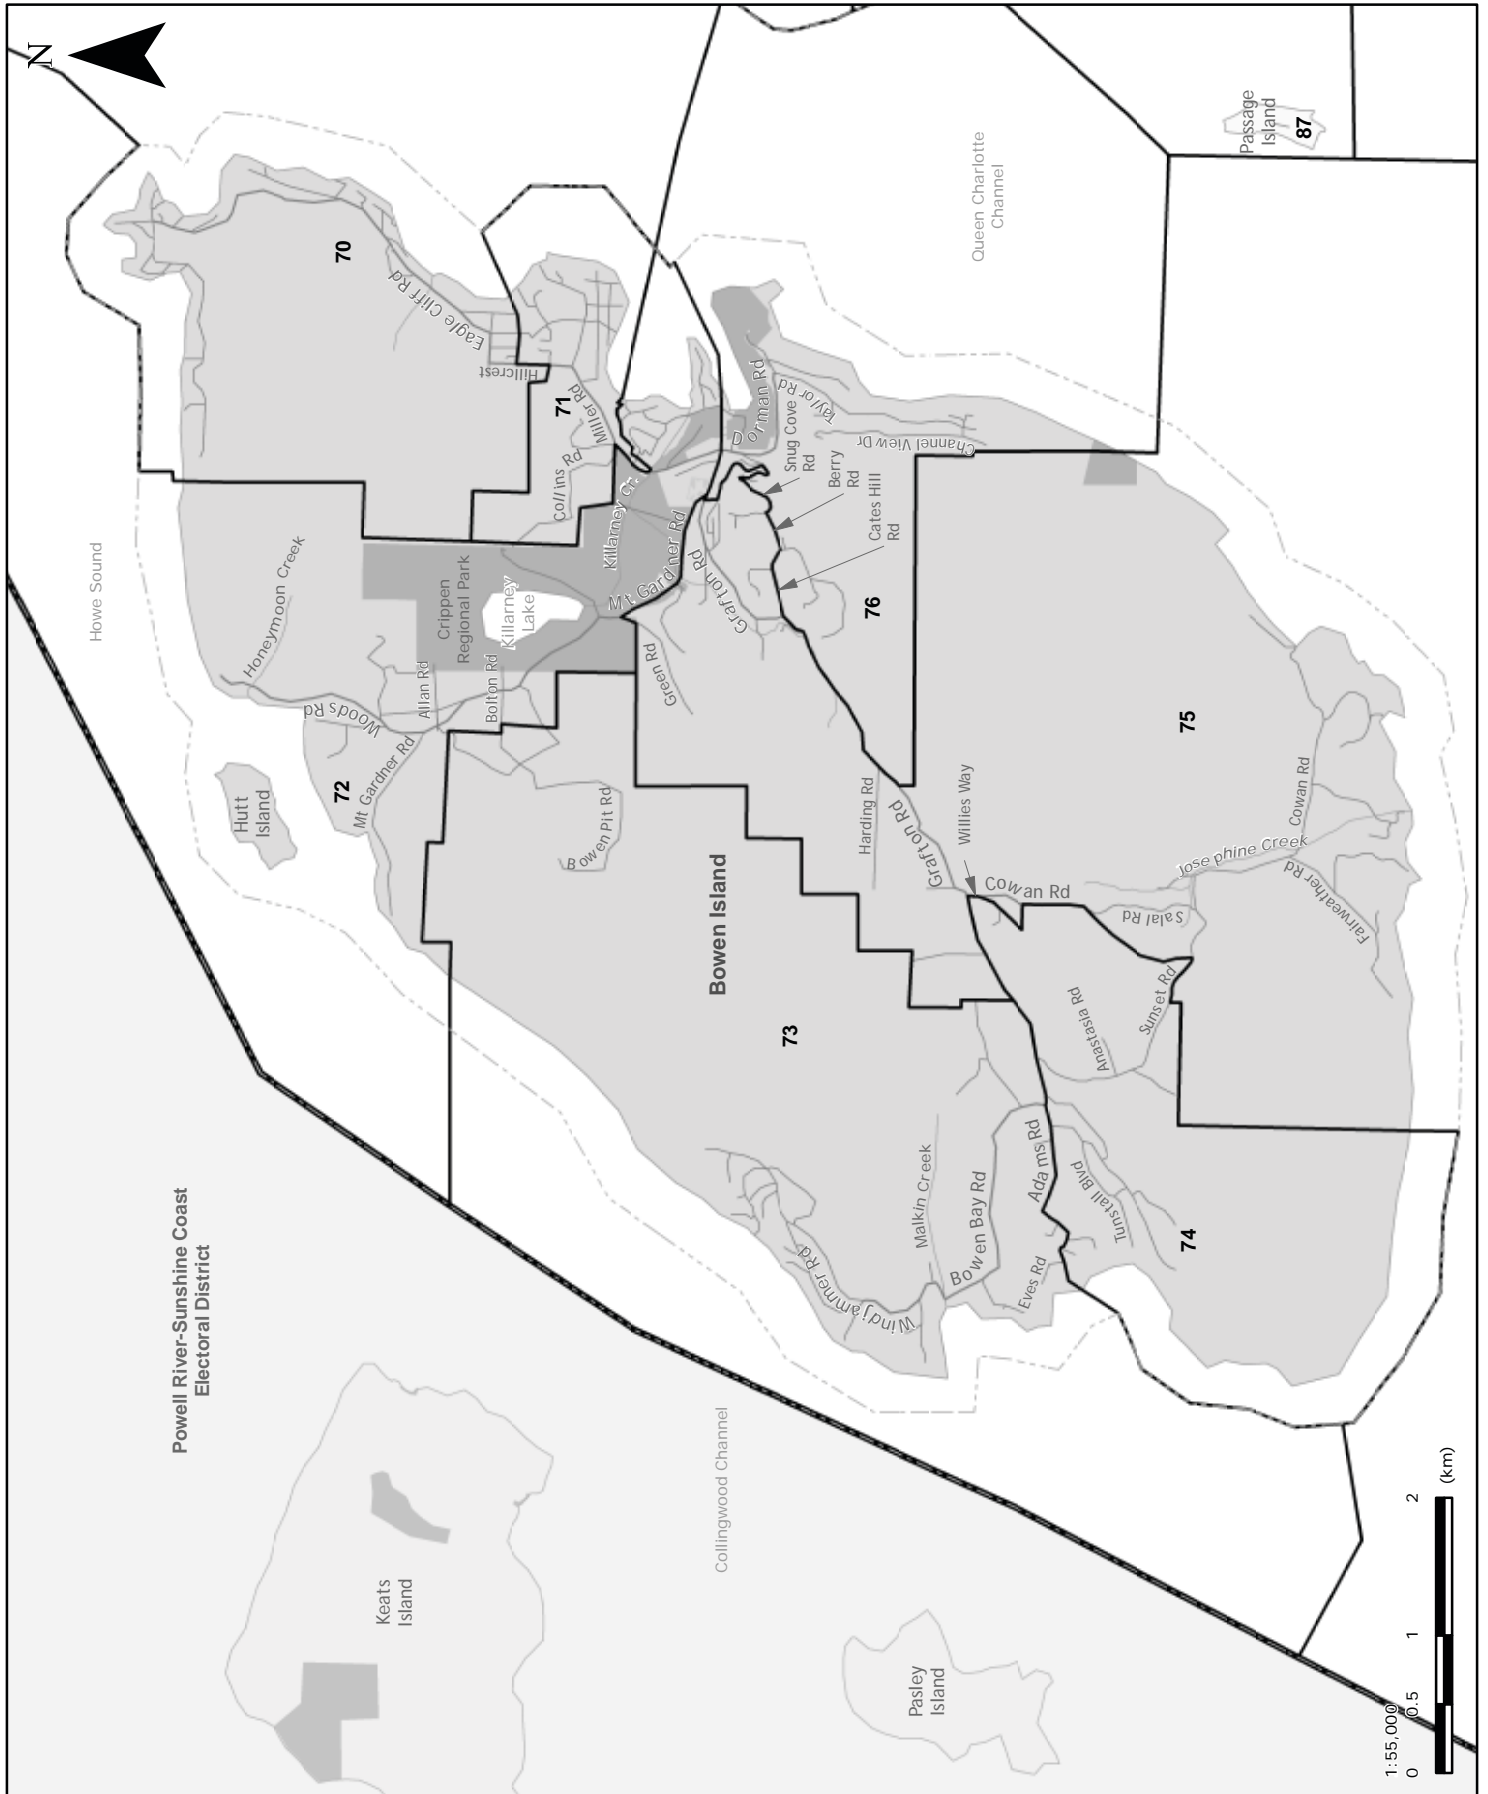 N
Howe Sound
Powell River-Sunshine Coast
Electoral District
Keats
Island
Hutt
Island
72
Woods Rd
Honeymoon Creek
Mt Gardner Rd
Allan Rd
Bolton Rd
Crippen
Regional Park
Killarney
Lake
70
Eagle Cliff Rd
Hillcrest
71
Miller Rd
Collins Rd
Killarney Cr.
Mt Gardner Rd
Green Rd
Bowen Pit Rd
Grafton Rd
Dorman Rd
Taylor Rd
Snug Cove
Rd
Berry
Rd
Cates Hill
Rd
Channel View Dr
76
Bowen Island
73
Harding Rd
Grafton Rd
Willies Way
Cowan Rd
Salal Rd
Josephine Creek
Cowan Rd
Fairweather Rd
75
Sunset Rd
Anastasia Rd
Adams Rd
Tunstall Blvd
74
Eves Rd
Bowen Bay Rd
Malkin Creek
Windjammer Rd
Collingwood Channel
Pasley
Island
Queen Charlotte
Channel
Passage
Island
87
1:55,000
0 0.5 1 2 (km)